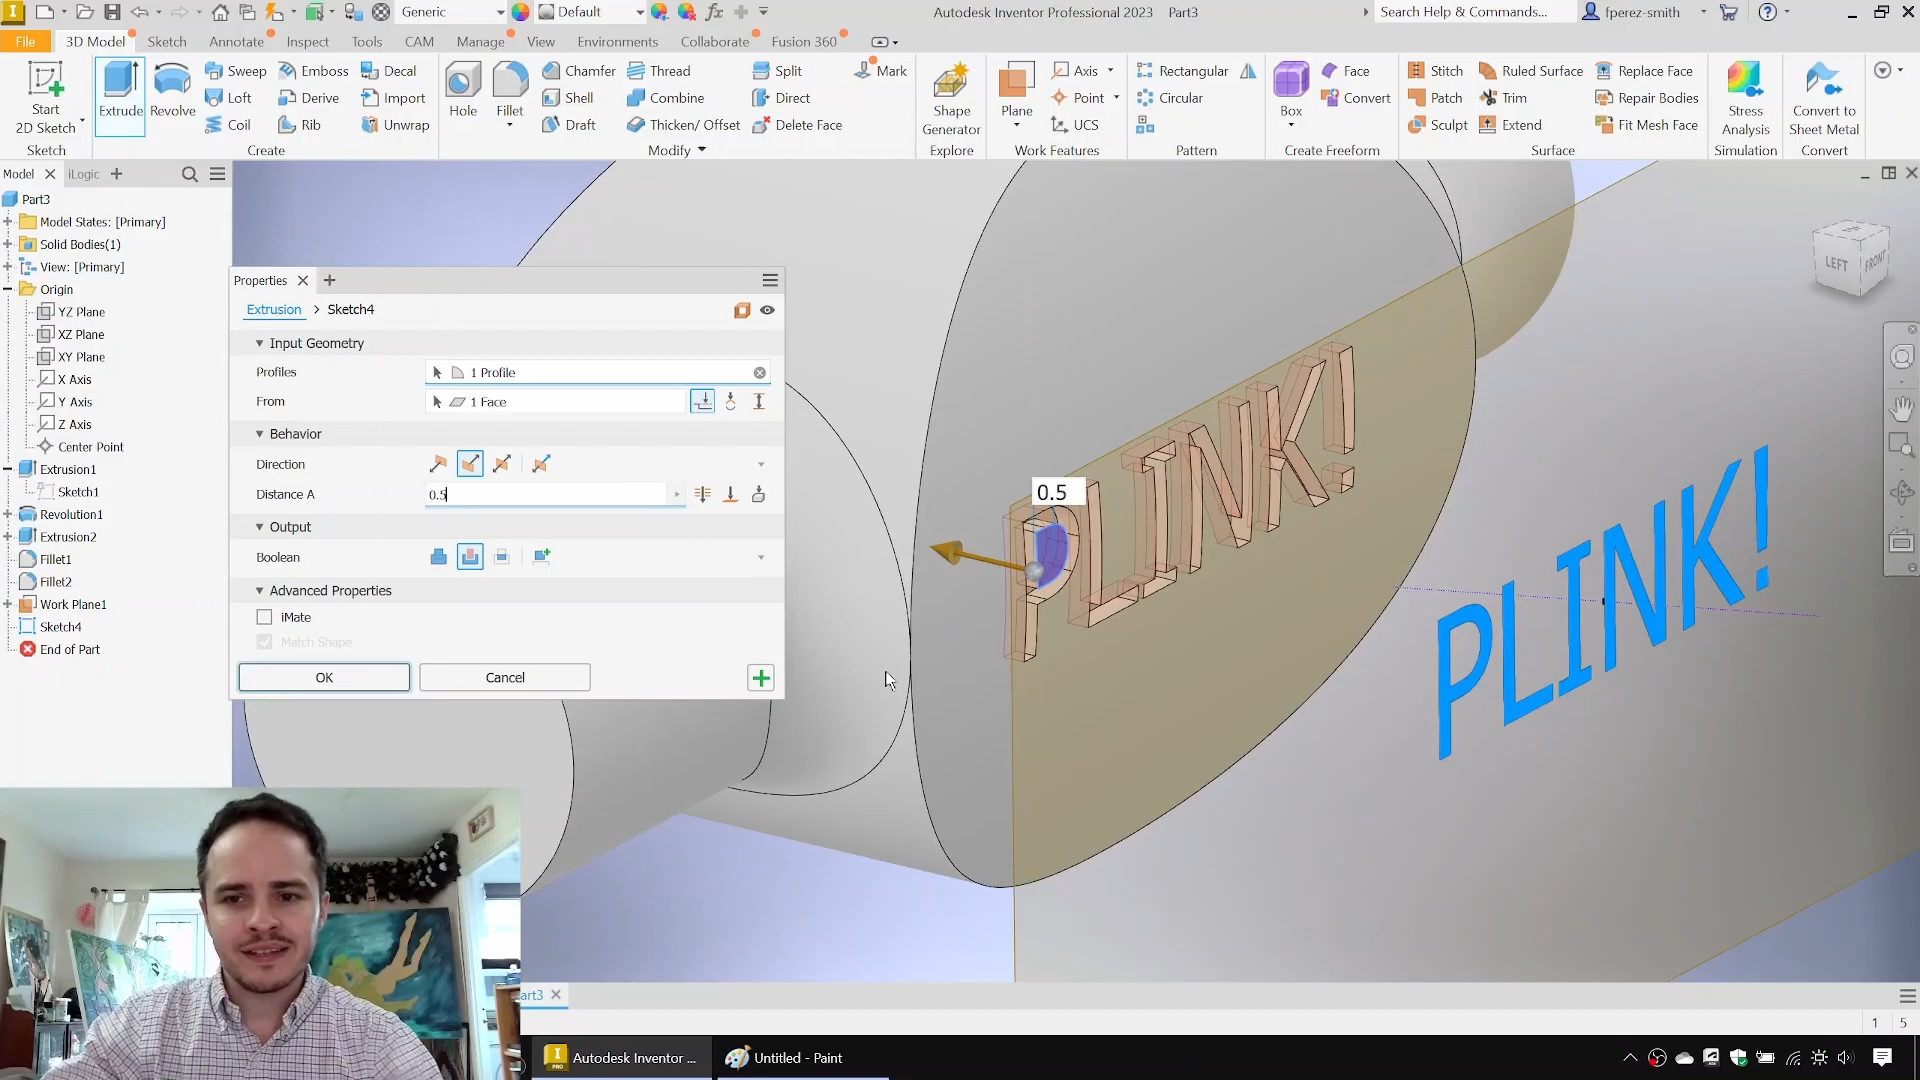 Generic
Default
Autodesk Inventor Professional 2023 Part3
Search Help & Commands...
fperez-smith
File
3D Model
Sketch
Annotate
Inspect
Tools
CAM
Manage
View
Environments
Collaborate
Fusion 360
Start
2D Sketch
Extrude
Revolve
Sweep
Loft
Coil
Emboss
Derive
Rib
Decal
Import
Unwrap
Hole
Fillet
Chamfer
Shell
Draft
Thread
Combine
Thicken/ Offset
Split
Direct
Delete Face
Mark
Shape
Generator
Plane
Axis
Point
UCS
Rectangular
Circular
Box
Face
Convert
Stitch
Patch
Sculpt
Ruled Surface
Trim
Extend
Replace Face
Repair Bodies
Fit Mesh Face
Stress
Analysis
Convert to
Sheet Metal
Sketch
Create
Modify
Explore
Work Features
Pattern
Create Freeform
Surface
Simulation
Convert
Model
iLogic
Part3
Model States: [Primary]
Solid Bodies(1)
View: [Primary]
Origin
YZ Plane
XZ Plane
XY Plane
X Axis
Y Axis
Z Axis
Center Point
Extrusion1
Sketch1
Revolution1
Extrusion2
Fillet1
Fillet2
Work Plane1
Sketch4
End of Part
Properties
Extrusion > Sketch4
Input Geometry
Profiles
1 Profile
From
1 Face
Behavior
Direction
Distance A
0.5
Output
Boolean
Advanced Properties
iMate
Match Shape
OK
Cancel
0.5
PLINK!
PLINK!
LEFT
FRONT
art3
1 5
Autodesk Inventor ...
Untitled - Paint